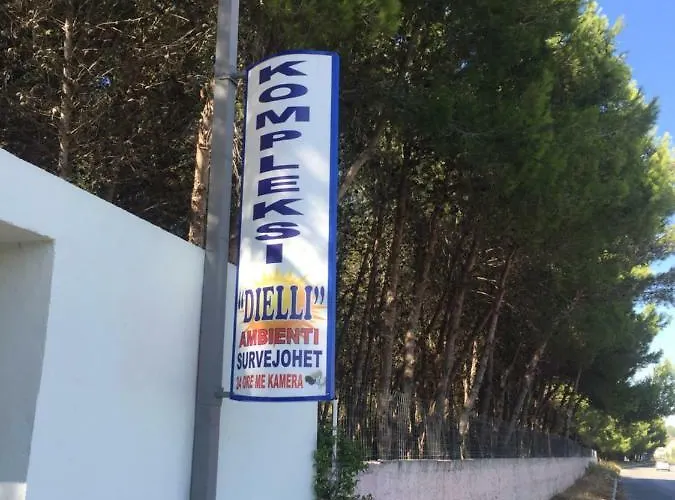 KOMPLEKSI
"DIELLI"
AMBIENTI
SURVEJOHET
24 ORE ME KAMERA